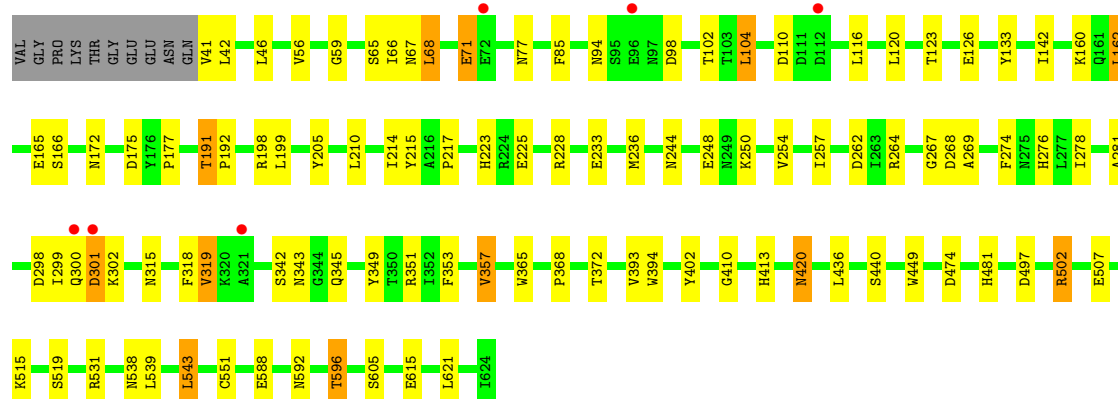 VAL GLY PRO LYS THR GLY GLU GLU ASN GLN V41 L42 L46 V56 G59 S65 I66 N67 L68 E71 E72 N77 F85 N94 S95 E96 N97 D98 T102 T103 L104 D110 D111 D112 L116 L120 T123 E126 Y133 I142 K160 Q161 L162
E165 S166 N172 D175 Y176 P177 T191 P192 R198 L199 Y205 L210 I214 Y215 A216 P217 H223 R224 E225 R228 E233 M236 N244 E248 N249 K250 V254 I257 D262 I263 R264 G267 D268 A269 F274 N275 H276 L277 I278 A281
D298 I299 Q300 D301 K302 N315 F318 V319 K320 A321 S342 N343 G344 Q345 Y349 T350 R351 I352 F353 V357 W365 P368 T372 V393 W394 Y402 G410 H413 N420 L436 S440 W449 D474 H481 D497 R502 E507
K515 S519 R531 N538 L539 L543 C551 E588 N592 T596 S605 E615 L621 I624